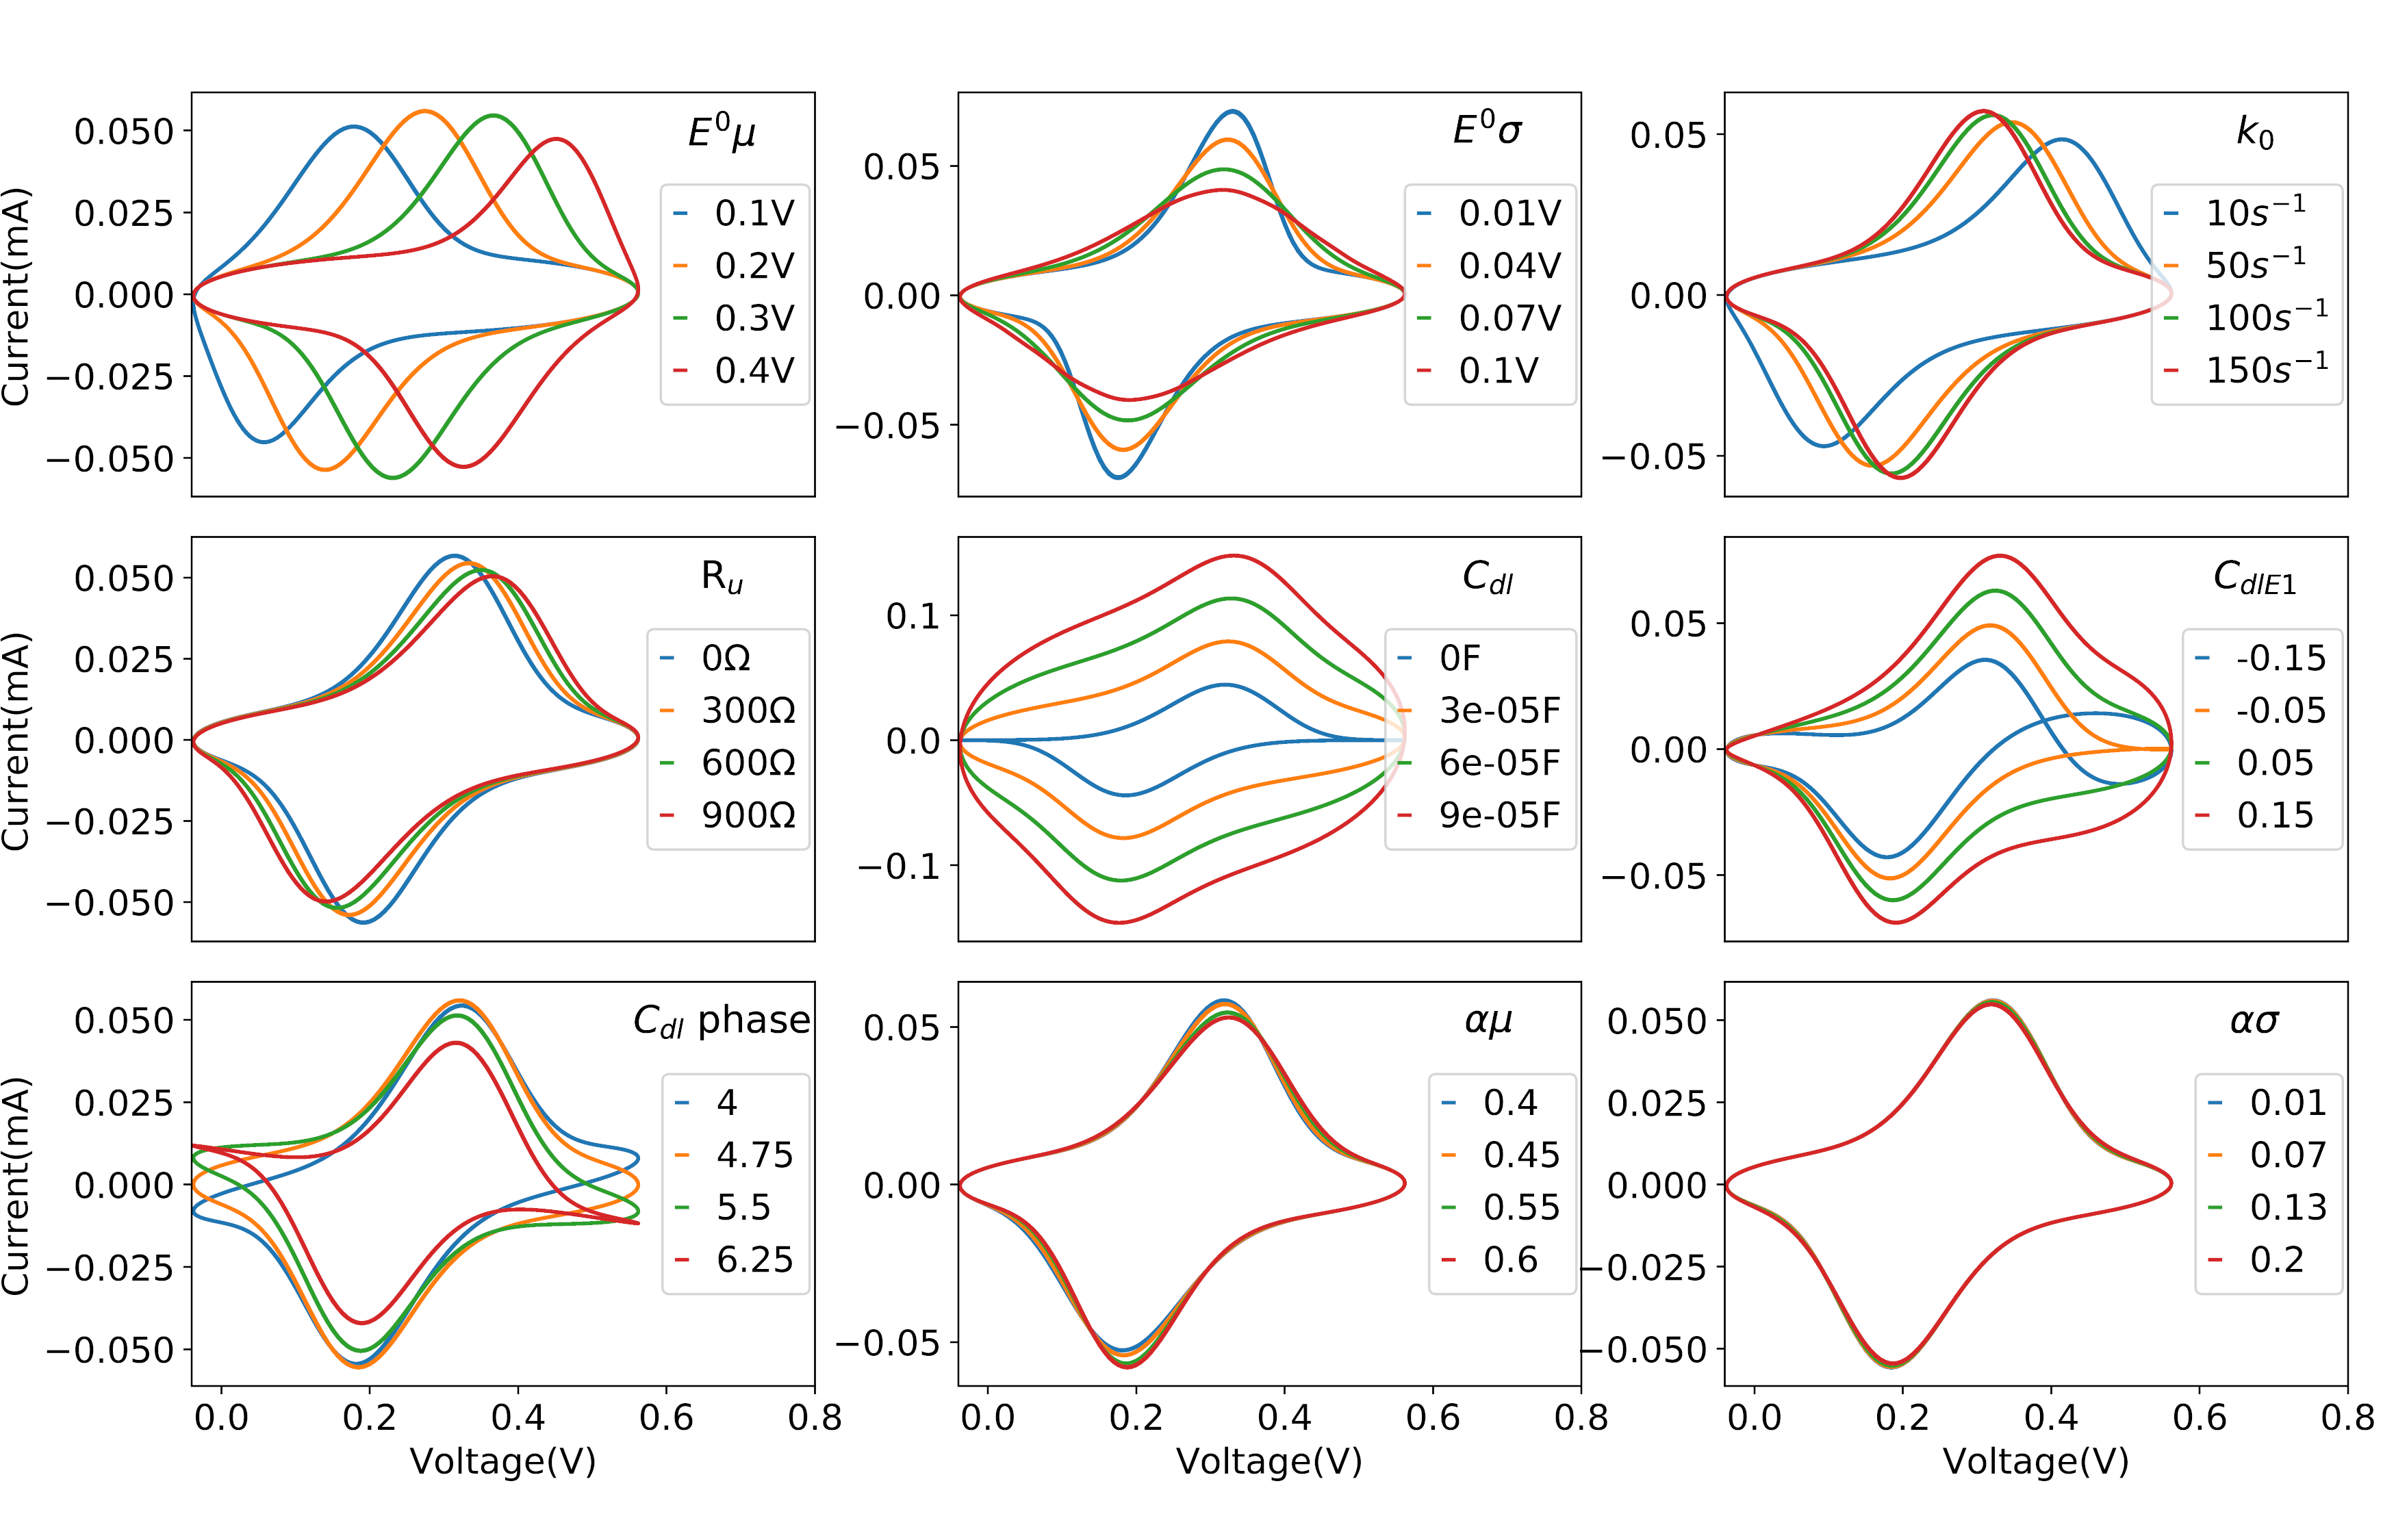 E⁰μ
0.050
0.025
0.000
−0.025
−0.050
Current(mA)
0.1V
0.2V
0.3V
0.4V
E⁰σ
0.05
0.00
−0.05
0.01V
0.04V
0.07V
0.1V
k₀
0.05
0.00
−0.05
10s⁻¹
50s⁻¹
100s⁻¹
150s⁻¹
Rᵤ
0.050
0.025
0.000
−0.025
−0.050
Current(mA)
0Ω
300Ω
600Ω
900Ω
C_dl
0.1
0.0
−0.1
0F
3e-05F
6e-05F
9e-05F
C_dlE1
0.05
0.00
−0.05
-0.15
-0.05
0.05
0.15
C_dl phase
0.050
0.025
0.000
−0.025
−0.050
Current(mA)
4
4.75
5.5
6.25
0.0 0.2 0.4 0.6 0.8
Voltage(V)
αμ
0.05
0.00
−0.05
0.4
0.45
0.55
0.6
0.0 0.2 0.4 0.6 0.8
Voltage(V)
ασ
0.050
0.025
0.000
−0.025
−0.050
0.01
0.07
0.13
0.2
0.0 0.2 0.4 0.6 0.8
Voltage(V)